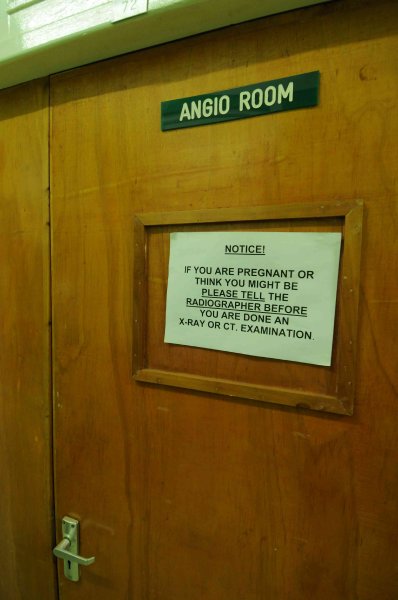 72
ANGIO ROOM
NOTICE!
IF YOU ARE PREGNANT OR
THINK YOU MIGHT BE
PLEASE TELL THE
RADIOGRAPHER BEFORE
YOU ARE DONE AN
X-RAY OR CT. EXAMINATION.